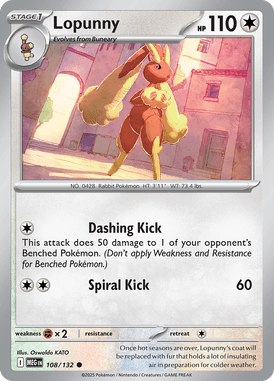 STAGE 1
Lopunny
HP 110
Evolves from Buneary
NO. 0428 Rabbit Pokémon HT: 3'11" WT: 73.4 lbs.
Dashing Kick
This attack does 50 damage to 1 of your opponent's
Benched Pokémon. (Don't apply Weakness and Resistance
for Benched Pokémon.)
Spiral Kick 60
weakness ×2 resistance retreat
Illus. Oswaldo KATO
I MEG EN 108/132
Once hot seasons are over, Lopunny's coat will
be replaced with fur that holds a lot of insulating
air in preparation for colder weather.
©2025 Pokémon / Nintendo / Creatures / GAME FREAK